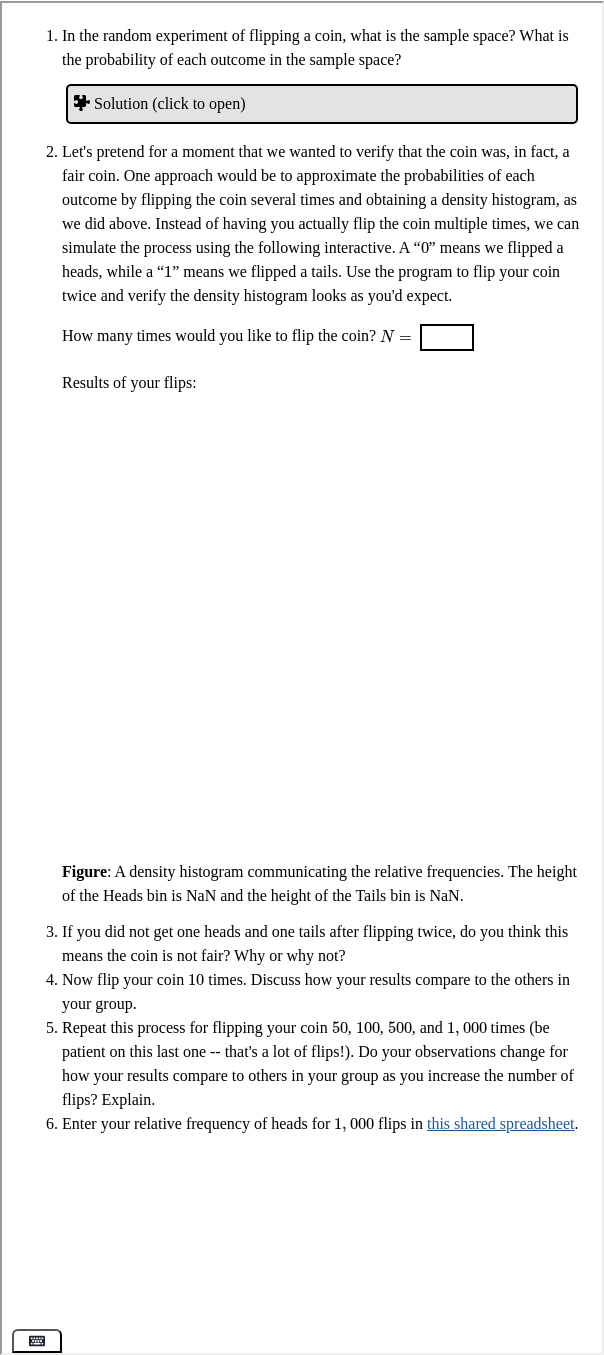 1. In the random experiment of flipping a coin, what is the sample space? What is
the probability of each outcome in the sample space?
Solution (click to open)
2. Let's pretend for a moment that we wanted to verify that the coin was, in fact, a
fair coin. One approach would be to approximate the probabilities of each
outcome by flipping the coin several times and obtaining a density histogram, as
we did above. Instead of having you actually flip the coin multiple times, we can
simulate the process using the following interactive. A “0” means we flipped a
heads, while a “1” means we flipped a tails. Use the program to flip your coin
twice and verify the density histogram looks as you'd expect.
How many times would you like to flip the coin? N =
Results of your flips:
Figure: A density histogram communicating the relative frequencies. The height
of the Heads bin is NaN and the height of the Tails bin is NaN.
3. If you did not get one heads and one tails after flipping twice, do you think this
means the coin is not fair? Why or why not?
4. Now flip your coin 10 times. Discuss how your results compare to the others in
your group.
5. Repeat this process for flipping your coin 50, 100, 500, and 1, 000 times (be
patient on this last one -- that's a lot of flips!). Do your observations change for
how your results compare to others in your group as you increase the number of
flips? Explain.
6. Enter your relative frequency of heads for 1, 000 flips in this shared spreadsheet.